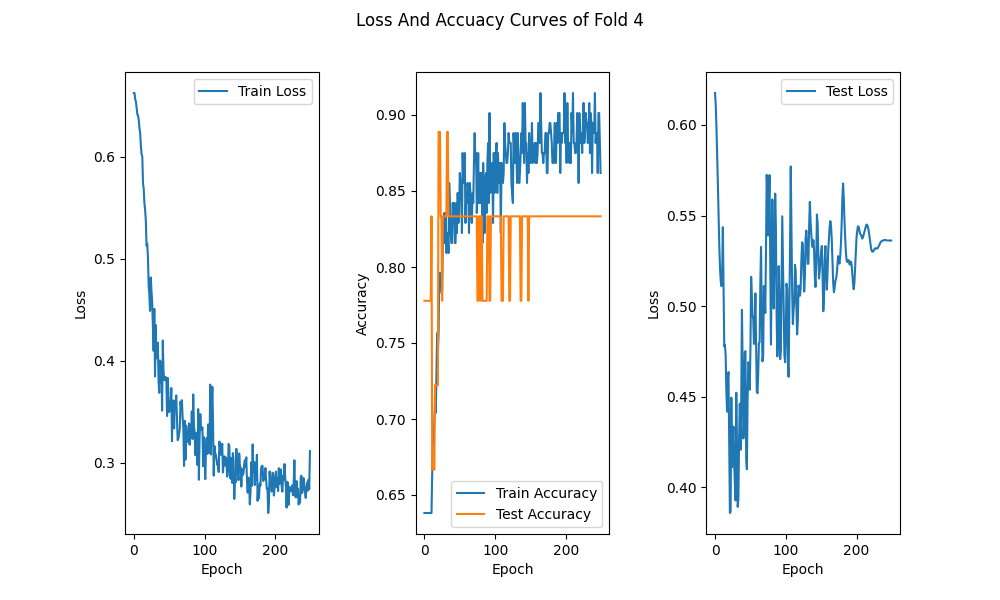 Loss And Accuacy Curves of Fold 4
Train Loss
0.6
0.5
0.4
0.3
Loss
0 100 200
Epoch
0.90
0.85
0.80
0.75
0.70
0.65
Accuracy
Train Accuracy
Test Accuracy
0 100 200
Epoch
Test Loss
0.60
0.55
0.50
0.45
0.40
Loss
0 100 200
Epoch